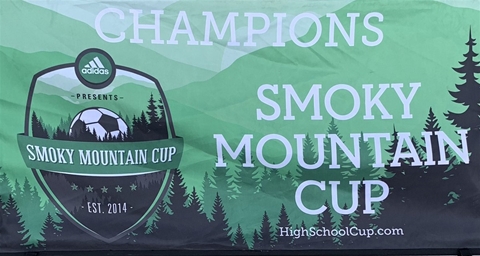 CHAMPIONS
adidas
- PRESENTS -
SMOKY MOUNTAIN CUP
- EST. 2014 -
SMOKY
MOUNTAIN
CUP
HighSchoolCup.com